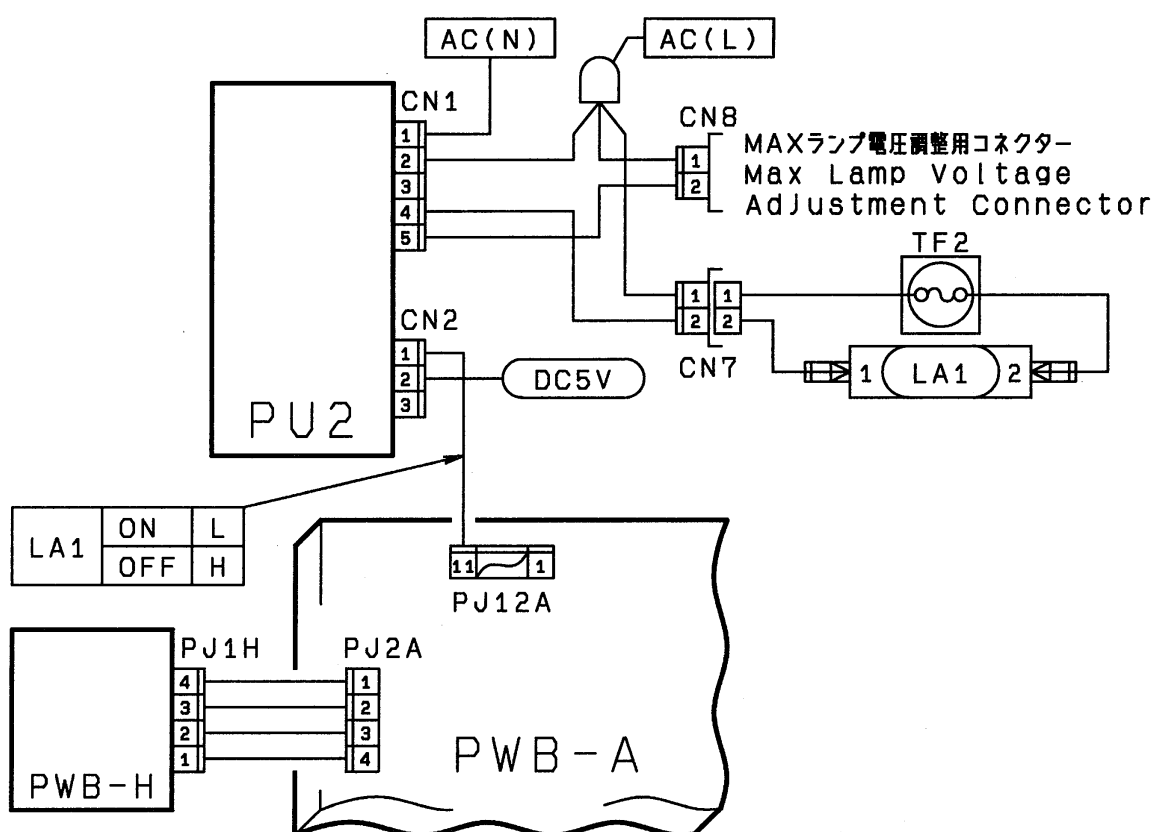 AC(N)
AC(L)
CN1
1
2
3
4
5
CN8
1
2
MAXランプ電圧調整用コネクター
Max Lamp Voltage
Adjustment Connector
TF2
1 1
2 2
CN7
1 LA1 2
CN2
1
2
3
DC5V
PU2
LA1
ON L
OFF H
11 1
PJ12A
PJ1H
4
3
2
1
PJ2A
1
2
3
4
PWB-H
PWB-A